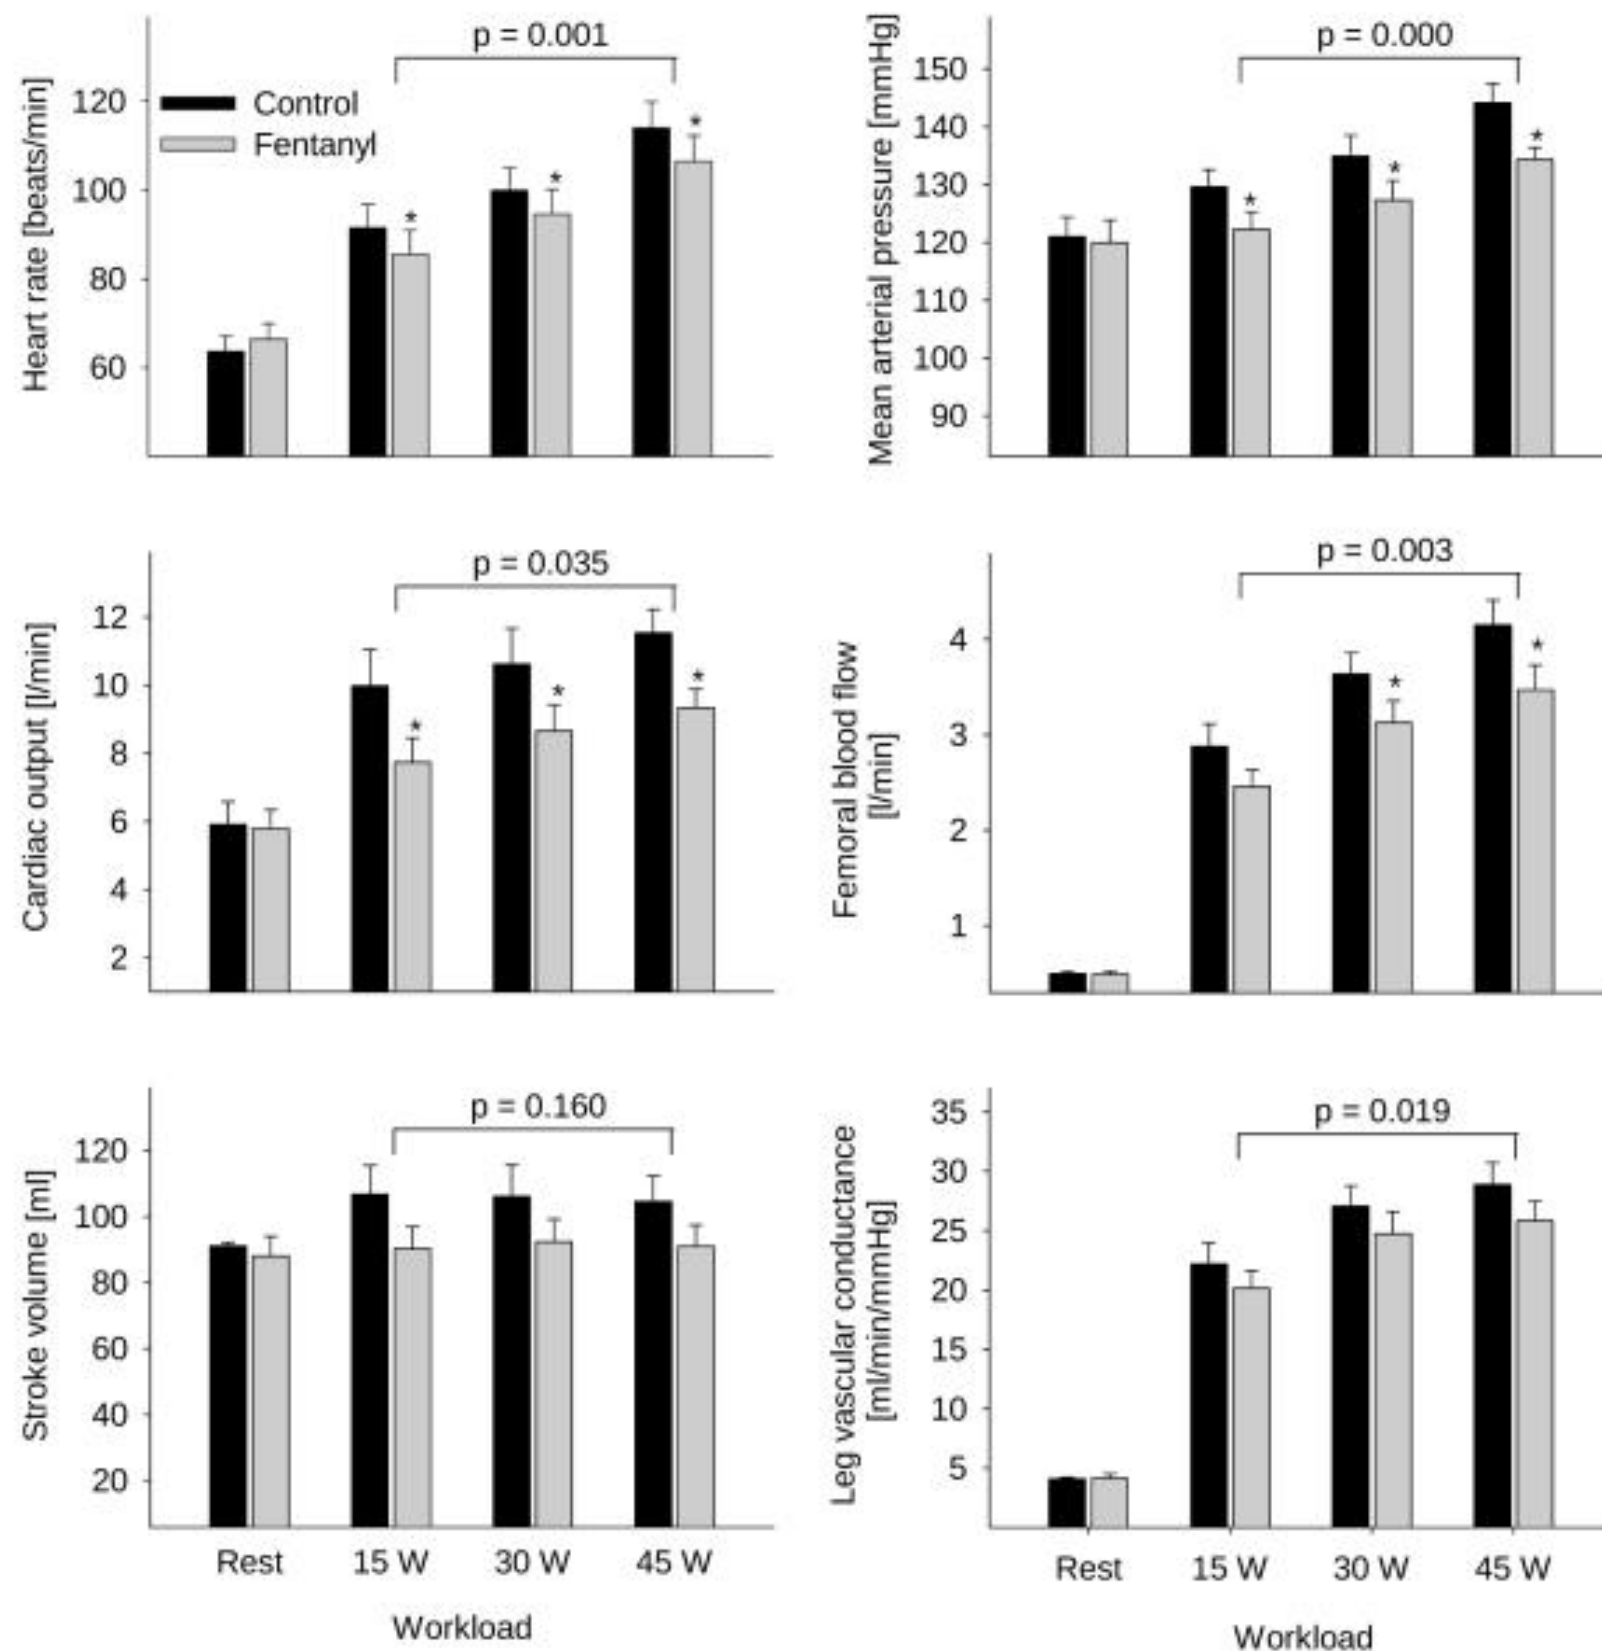 p = 0.001
Heart rate [beats/min]
120
100
80
60
Control
Fentanyl
*
*
*
p = 0.000
Mean arterial pressure [mmHg]
150
140
130
120
110
100
90
*
*
*
p = 0.035
Cardiac output [l/min]
12
10
8
6
4
2
*
*
*
p = 0.003
Femoral blood flow
[l/min]
4
3
2
1
*
*
p = 0.160
Stroke volume [ml]
120
100
80
60
40
20
Rest 15 W 30 W 45 W
Workload
p = 0.019
Leg vascular conductance
[ml/min/mmHg]
35
30
25
20
15
10
5
Rest 15 W 30 W 45 W
Workload